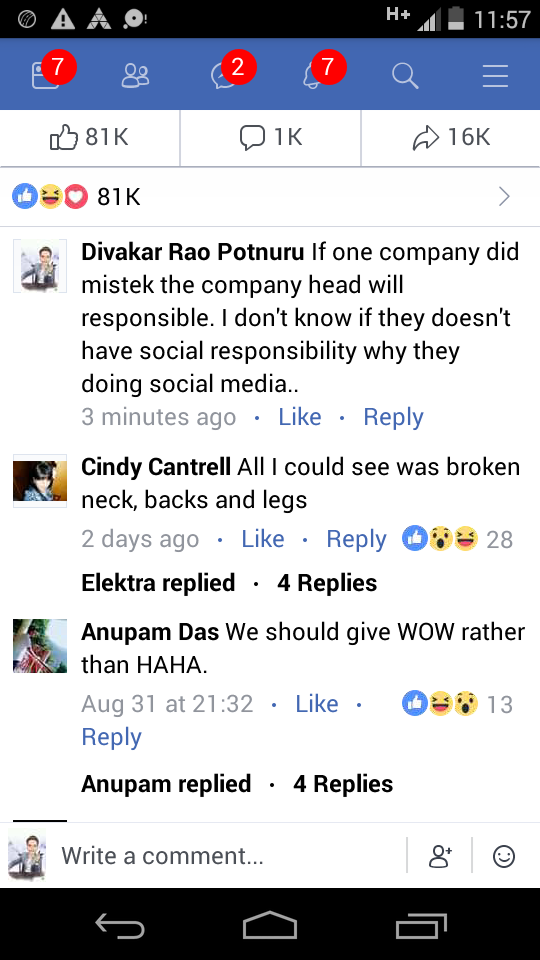 H+ 11:57
7 2 7
81K 1K 16K
81K
Divakar Rao Potnuru If one company did
mistek the company head will
responsible. I don't know if they doesn't
have social responsibility why they
doing social media..
3 minutes ago · Like · Reply
Cindy Cantrell All I could see was broken
neck, backs and legs
2 days ago · Like · Reply 28
Elektra replied · 4 Replies
Anupam Das We should give WOW rather
than HAHA.
Aug 31 at 21:32 · Like · 13
Reply
Anupam replied · 4 Replies
Write a comment...